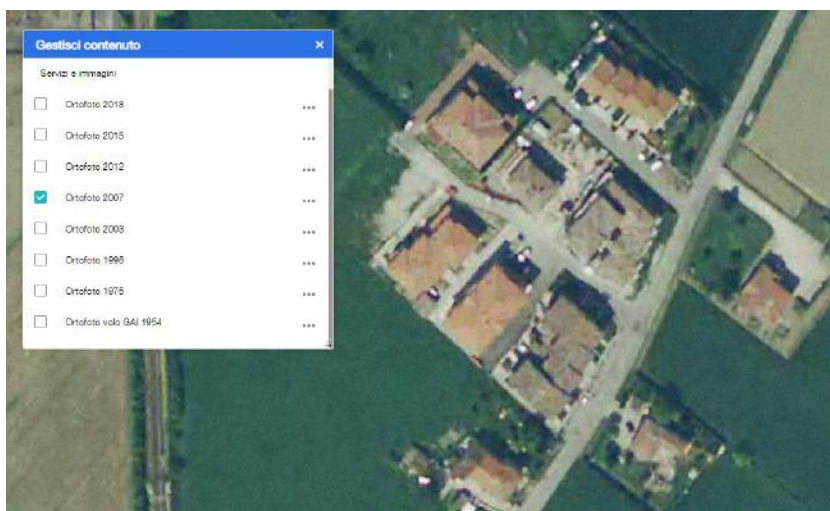 Gestisci contenuto
Servizi e immagini
Ortofoto 2018
Ortofoto 2015
Ortofoto 2012
Ortofoto 2007
Ortofoto 2003
Ortofoto 1996
Ortofoto 1975
Ortofoto volo GAI 1954